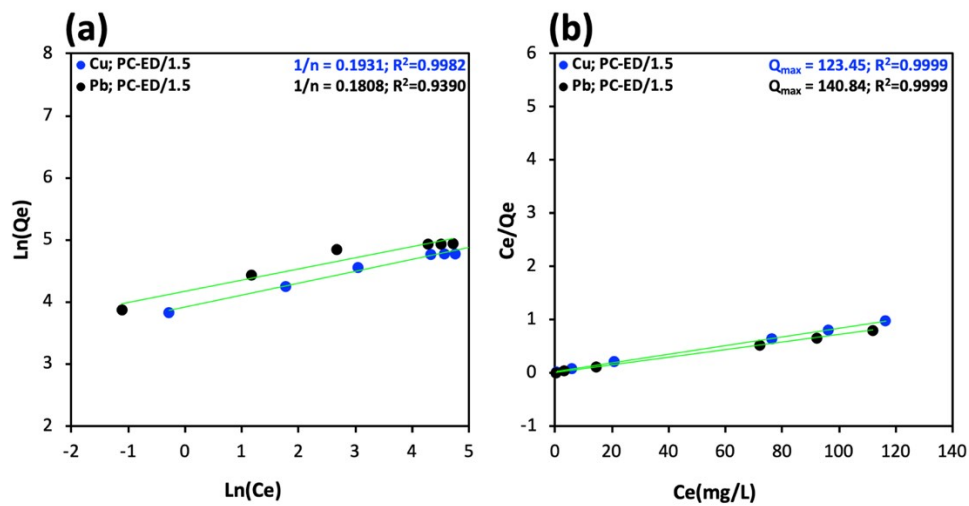 (a)
8
7
6
5
4
3
2
-2
-1
0
1
2
3
4
5
Ln(Qe)
Ln(Ce)
Cu; PC-ED/1.5
1/n = 0.1931; R²=0.9982
Pb; PC-ED/1.5
1/n = 0.1808; R²=0.9390
(b)
6
5
4
3
2
1
0
-1
0
20
40
60
80
100
120
140
Ce/Qe
Ce(mg/L)
Cu; PC-ED/1.5
Qmax = 123.45; R²=0.9999
Pb; PC-ED/1.5
Qmax = 140.84; R²=0.9999